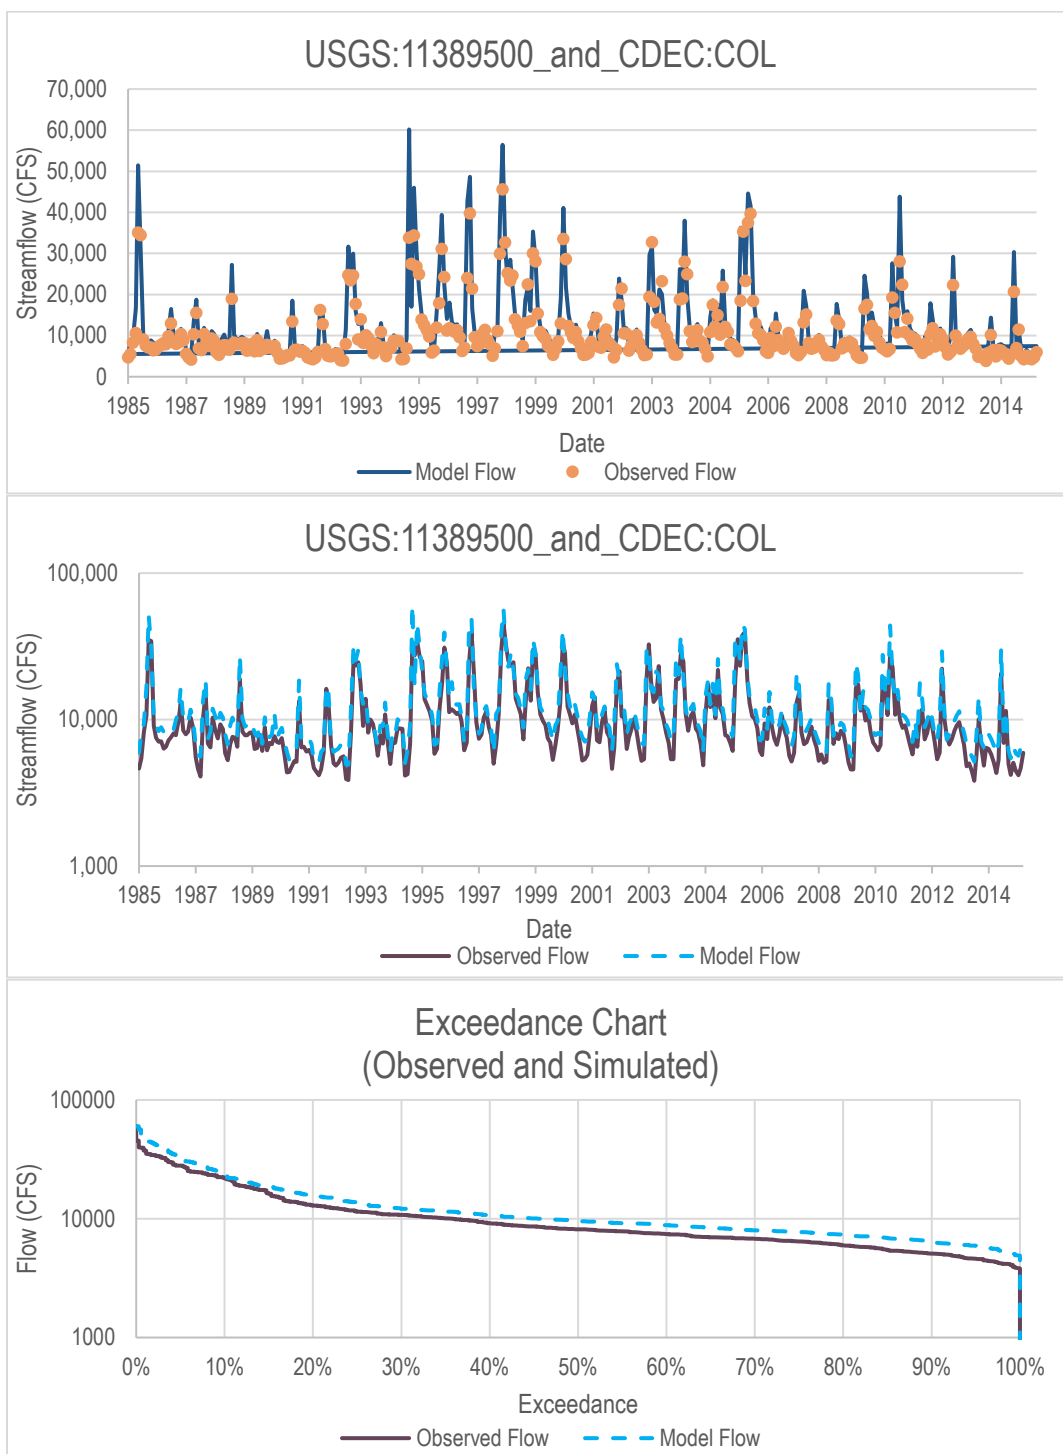 USGS:11389500_and_CDEC:COL
Streamflow (CFS)
70,000
60,000
50,000
40,000
30,000
20,000
10,000
0
1985 1987 1989 1991 1993 1995 1997 1999 2001 2003 2004 2006 2008 2010 2012 2014
Date
Model Flow Observed Flow
USGS:11389500_and_CDEC:COL
Streamflow (CFS)
100,000
10,000
1,000
1985 1987 1989 1991 1993 1995 1997 1999 2001 2003 2004 2006 2008 2010 2012 2014
Date
Observed Flow Model Flow
Exceedance Chart
(Observed and Simulated)
Flow (CFS)
100000
10000
1000
0% 10% 20% 30% 40% 50% 60% 70% 80% 90% 100%
Exceedance
Observed Flow Model Flow